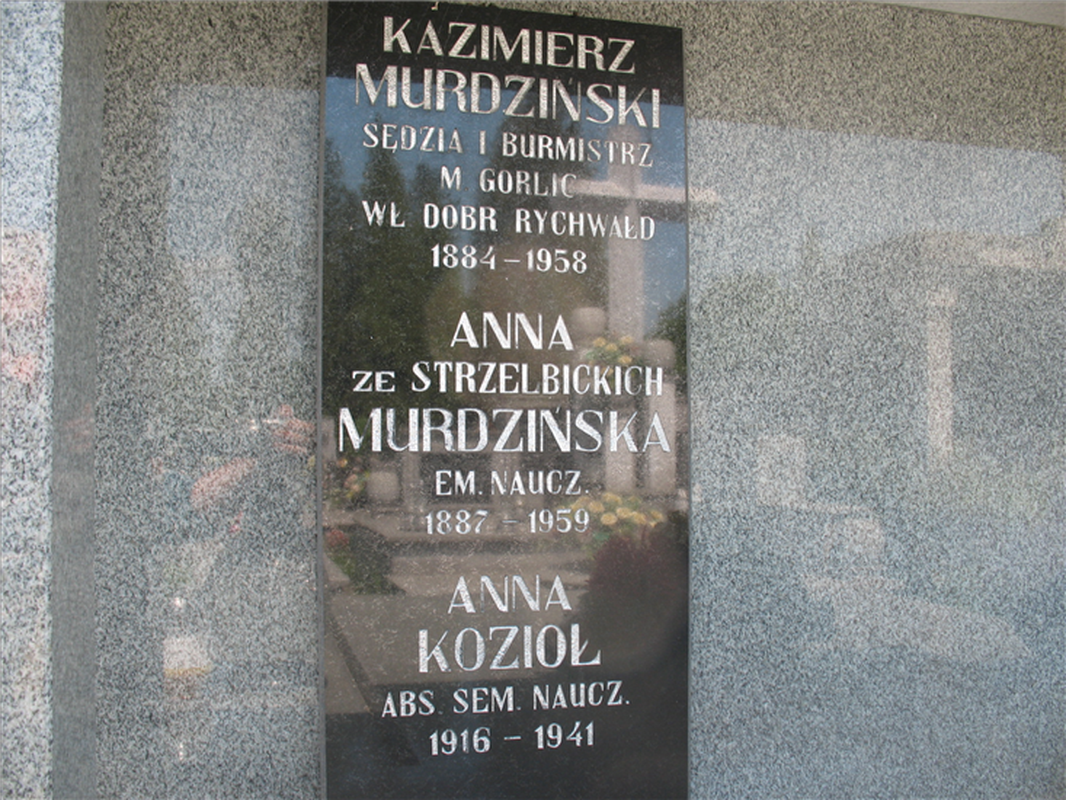 KAZIMIERZ
MURDZIŃSKI
SĘDZIA I BURMISTRZ
M. GORLIC
WŁ DOBR RYCHWAŁD
1884 – 1958
ANNA
ZE STRZELBICKICH
MURDZIŃSKA
EM. NAUCZ.
1887 – 1959
ANNA
KOZIOŁ
ABS. SEM. NAUCZ.
1916 – 1941